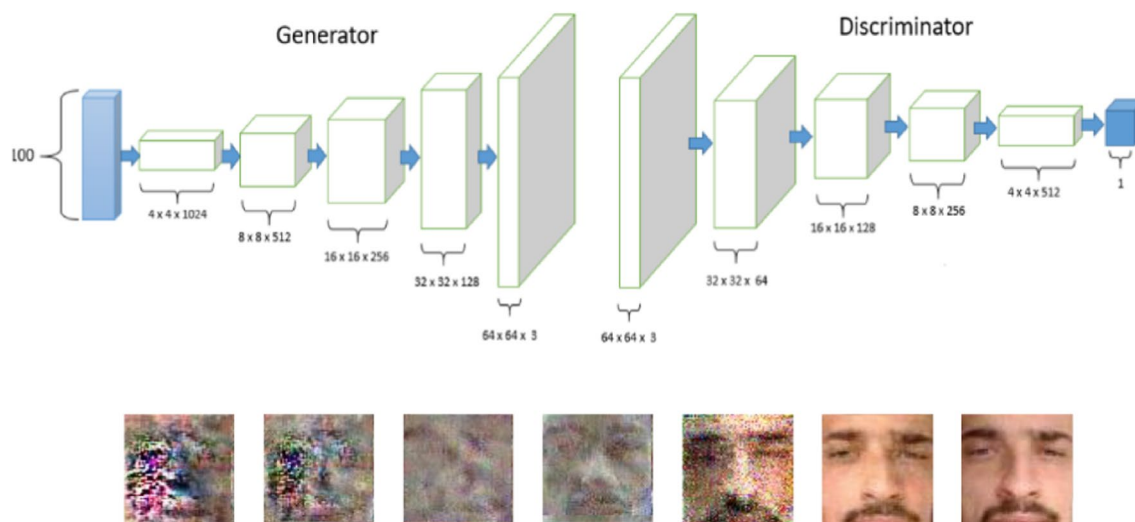 Generator
Discriminator
100
4 x 4 x 1024
8 x 8 x 512
16 x 16 x 256
32 x 32 x 128
64 x 64 x 3
64 x 64 x 3
32 x 32 x 64
16 x 16 x 128
8 x 8 x 256
4 x 4 x 512
1